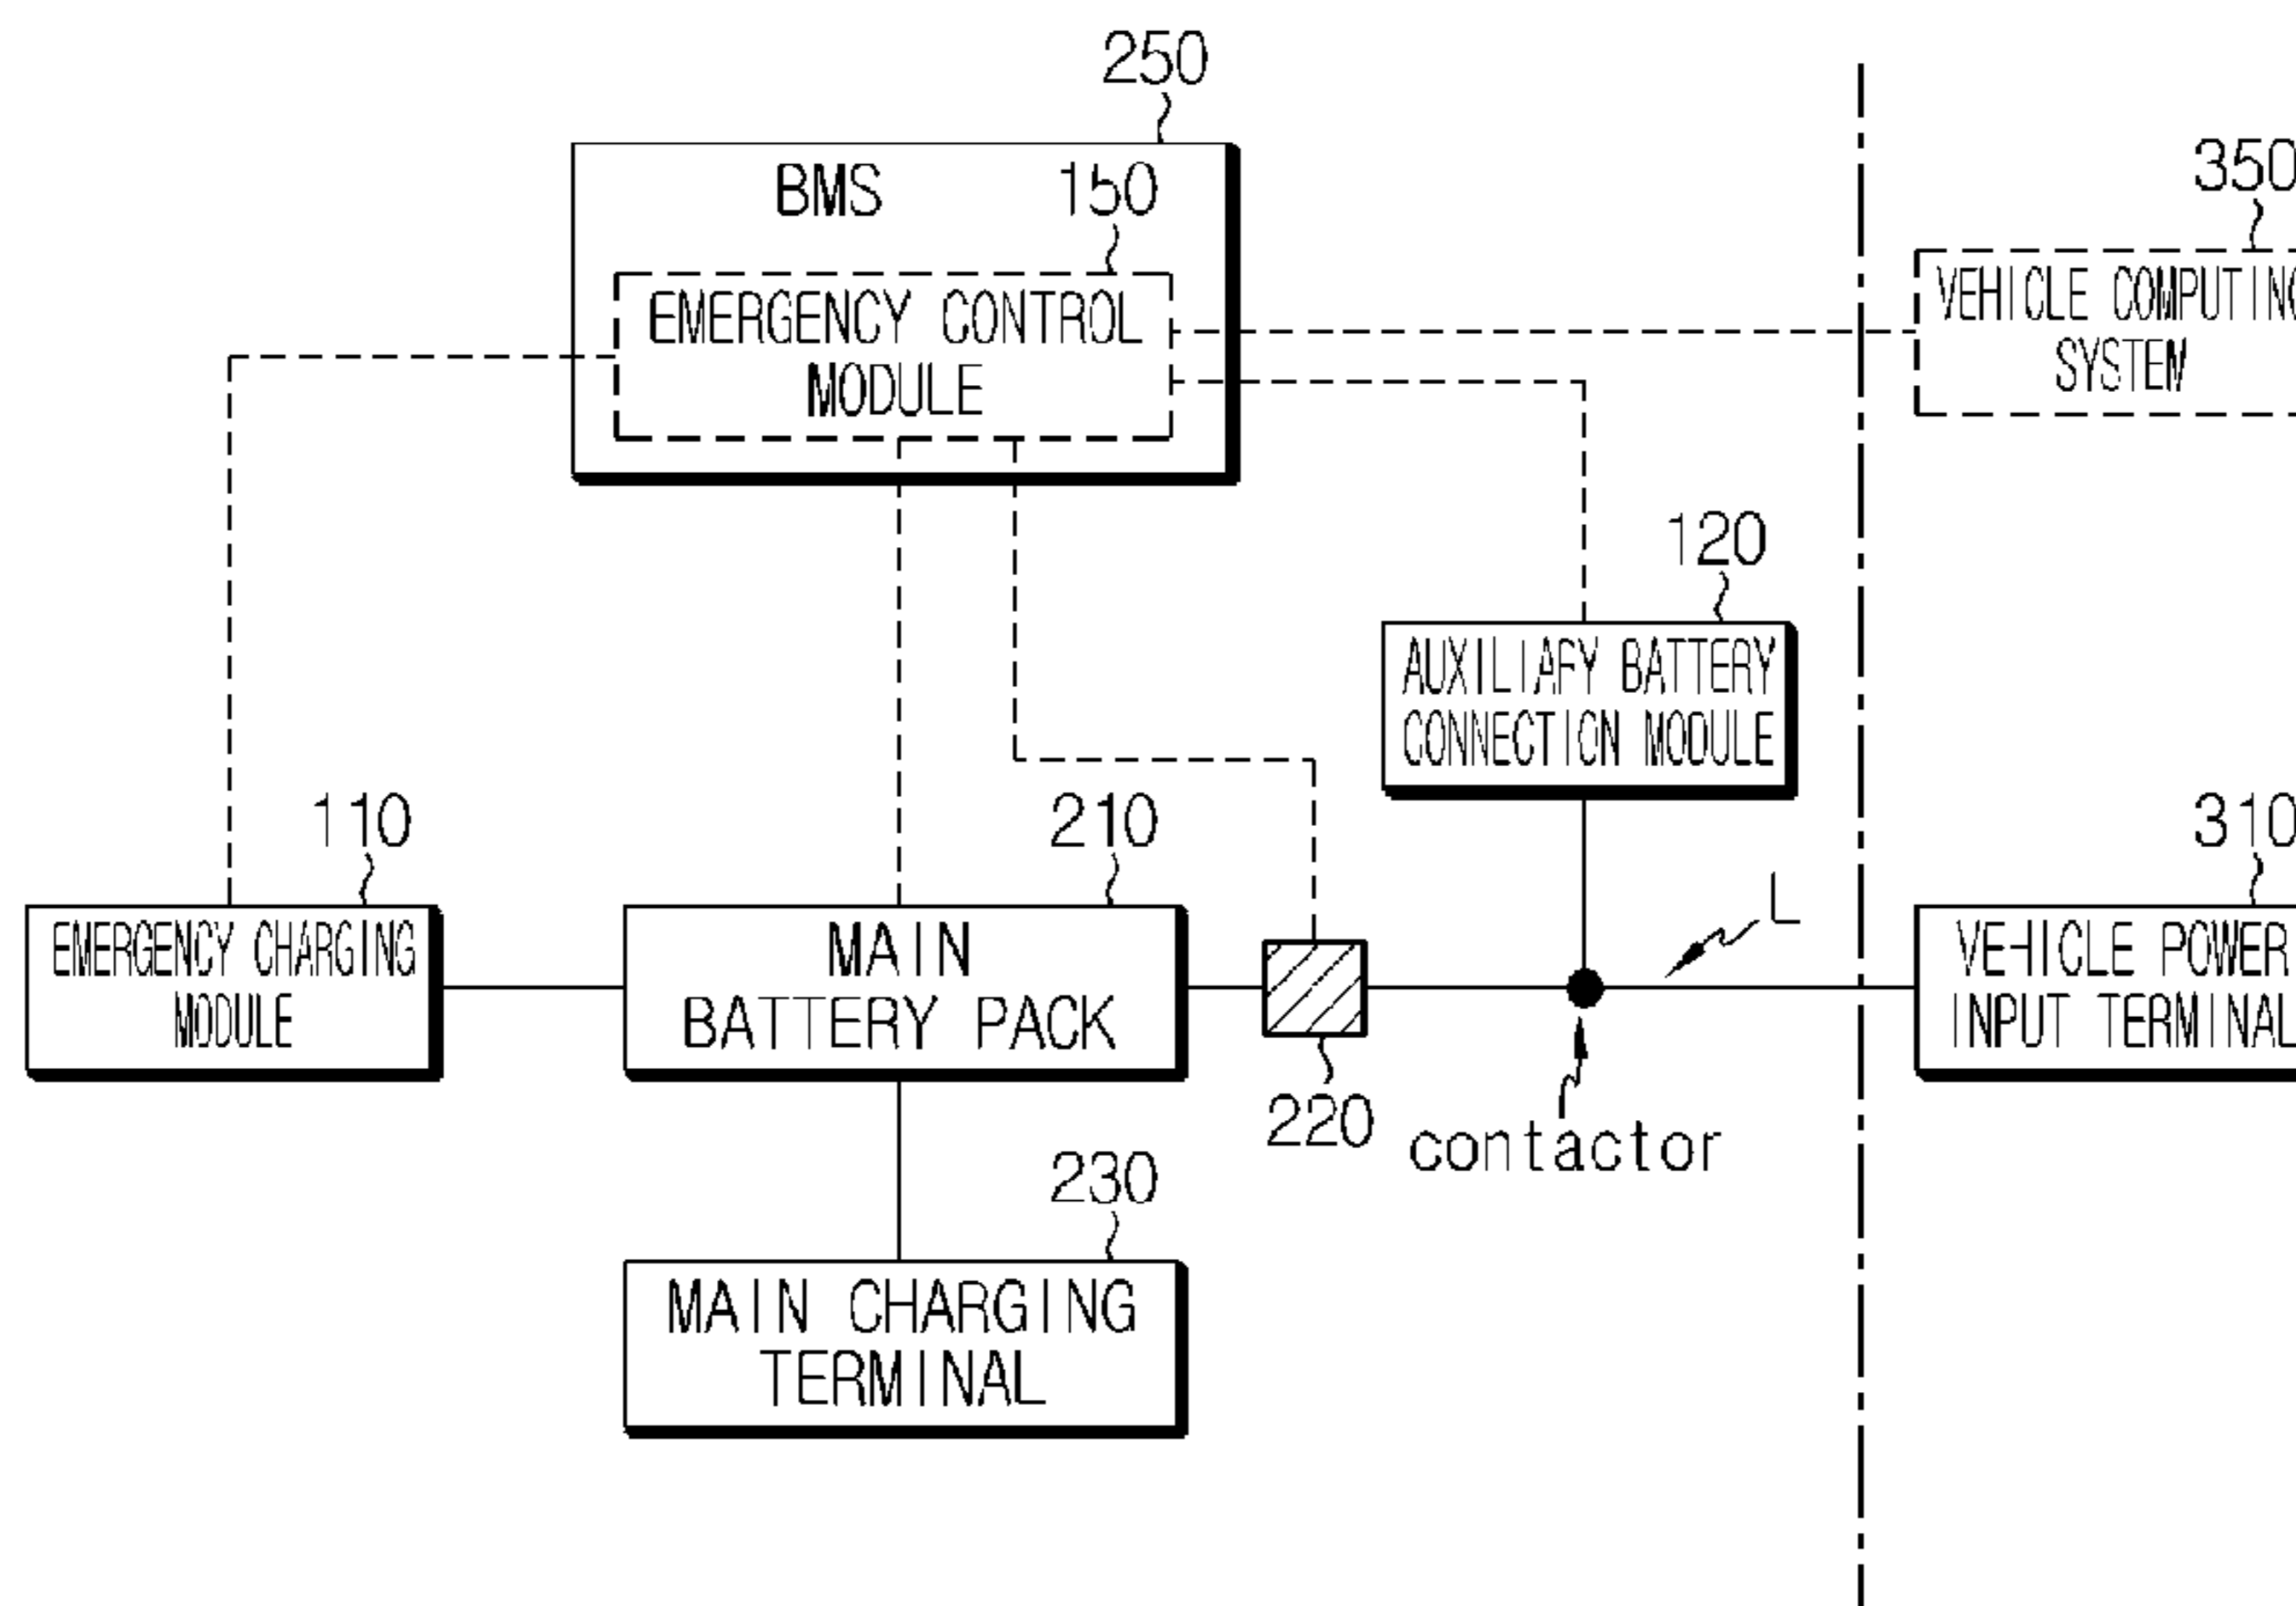 250
BMS
150
350
EMERGENCY CONTROL
MODULE
VEHICLE COMPUTING
SYSTEM
120
AUXILIARY BATTERY
CONNECTION MODULE
110
210
310
L
EMERGENCY CHARGING
MODULE
MAIN
BATTERY PACK
VEHICLE POWER
INPUT TERMINAL
220
contactor
230
MAIN CHARGING
TERMINAL